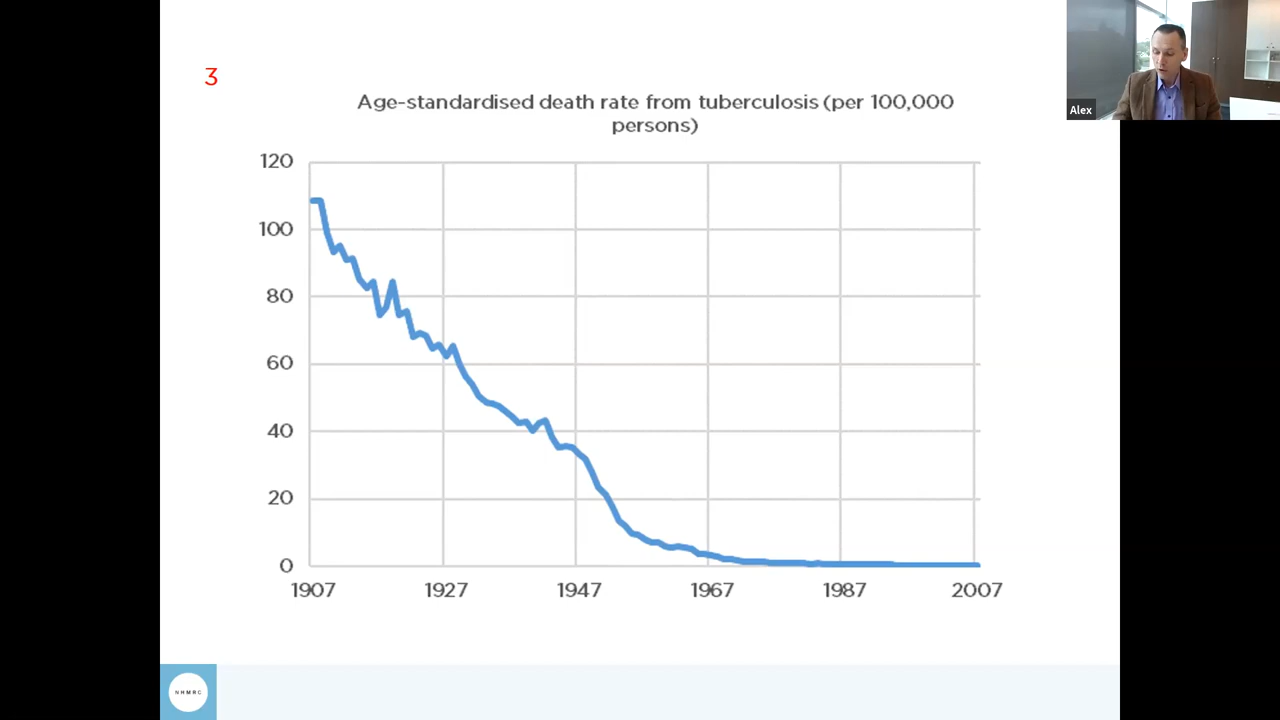 3
Age-standardised death rate from tuberculosis (per 100,000
persons)
120
100
80
60
40
20
0
1907 1927 1947 1967 1987 2007
NHMRC
Alex